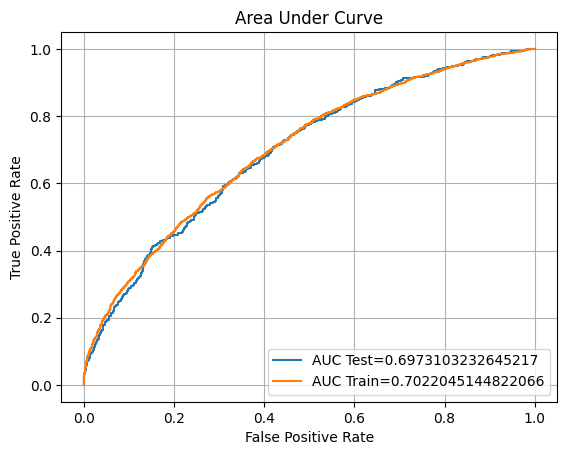 Area Under Curve
True Positive Rate
1.0
0.8
0.6
0.4
0.2
0.0
AUC Test=0.6973103232645217
AUC Train=0.7022045144822066
0.0 0.2 0.4 0.6 0.8 1.0
False Positive Rate